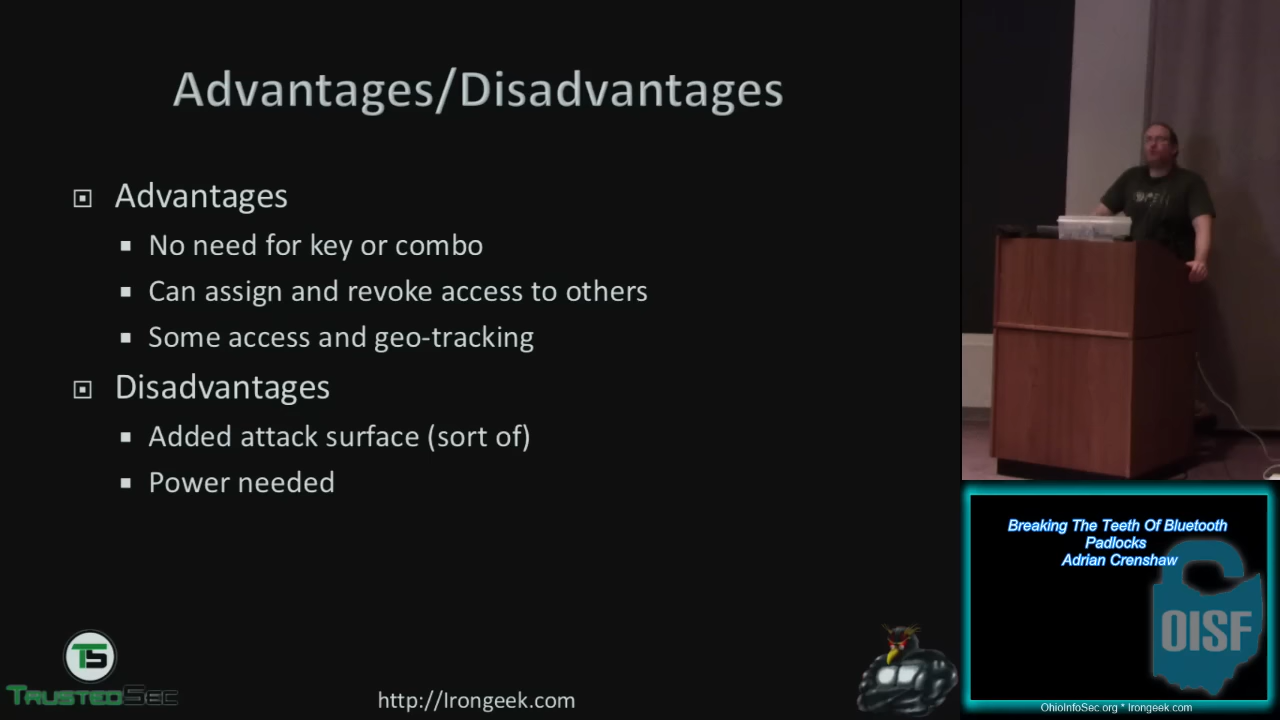 Advantages/Disadvantages
Advantages
No need for key or combo
Can assign and revoke access to others
Some access and geo-tracking
Disadvantages
Added attack surface (sort of)
Power needed
TS
TRUSTEDSEC
http://Irongeek.com
Breaking The Teeth Of Bluetooth
Padlocks
Adrian Crenshaw
OISF
OhioInfoSec.org * Irongeek.com